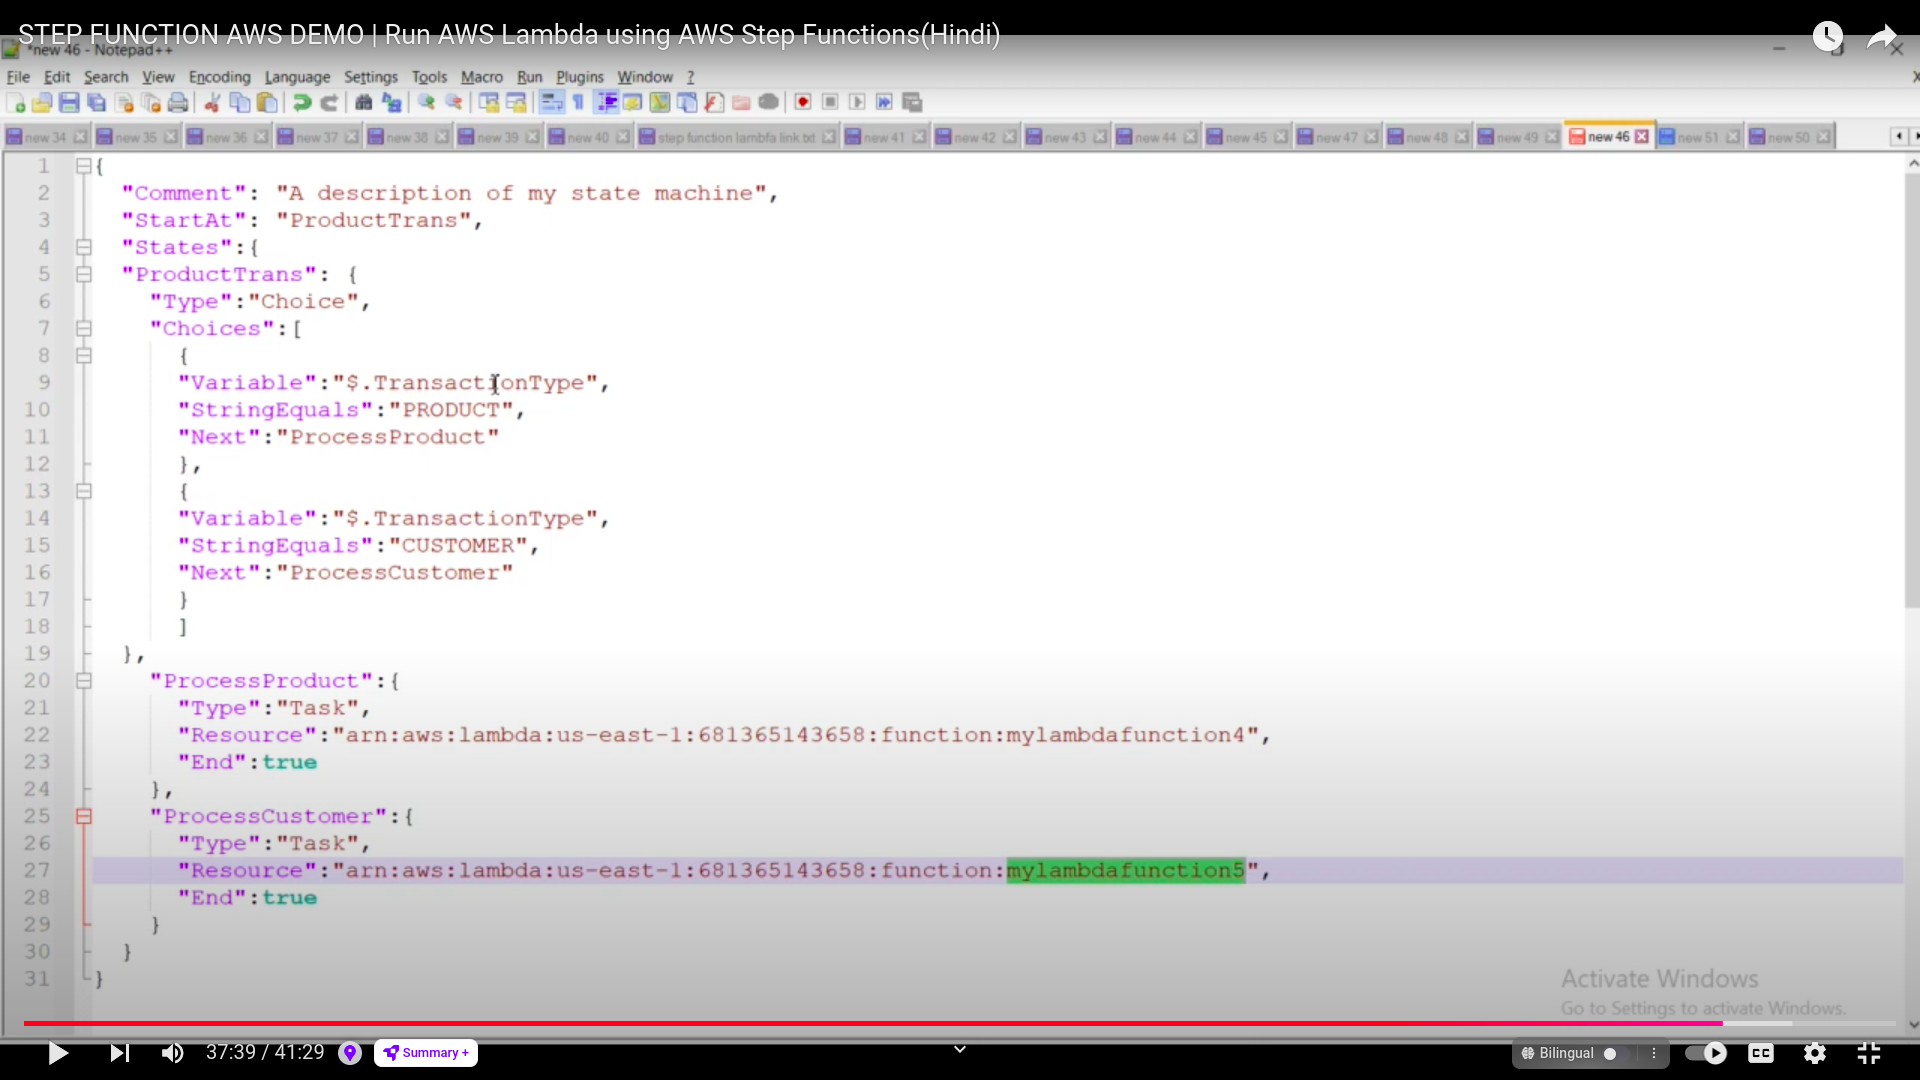 STEP FUNCTION AWS DEMO | Run AWS Lambda using AWS Step Functions(Hindi)
*new 46 - Notepad++
File Edit Search View Encoding Language Settings Tools Macro Run Plugins Window ?
new 34 new 35 new 36 new 37 new 38 new 39 new 40 step function lambfa link.txt new 41 new 42 new 43 new 44 new 45 new 47 new 48 new 49 new 46 new 51 new 50
1 {
2 "Comment": "A description of my state machine",
3 "StartAt": "ProductTrans",
4 "States":{
5 "ProductTrans": {
6 "Type":"Choice",
7 "Choices":[
8 {
9 "Variable":"$.TransactionType",
10 "StringEquals":"PRODUCT",
11 "Next":"ProcessProduct"
12 },
13 {
14 "Variable":"$.TransactionType",
15 "StringEquals":"CUSTOMER",
16 "Next":"ProcessCustomer"
17 }
18 ]
19 },
20 "ProcessProduct":{
21 "Type":"Task",
22 "Resource":"arn:aws:lambda:us-east-1:681365143658:function:mylambdafunction4",
23 "End":true
24 },
25 "ProcessCustomer":{
26 "Type":"Task",
27 "Resource":"arn:aws:lambda:us-east-1:681365143658:function:mylambdafunction5",
28 "End":true
29 }
30 }
31 }
Activate Windows
Go to Settings to activate Windows.
37:39 / 41:29 Summary + Bilingual CC